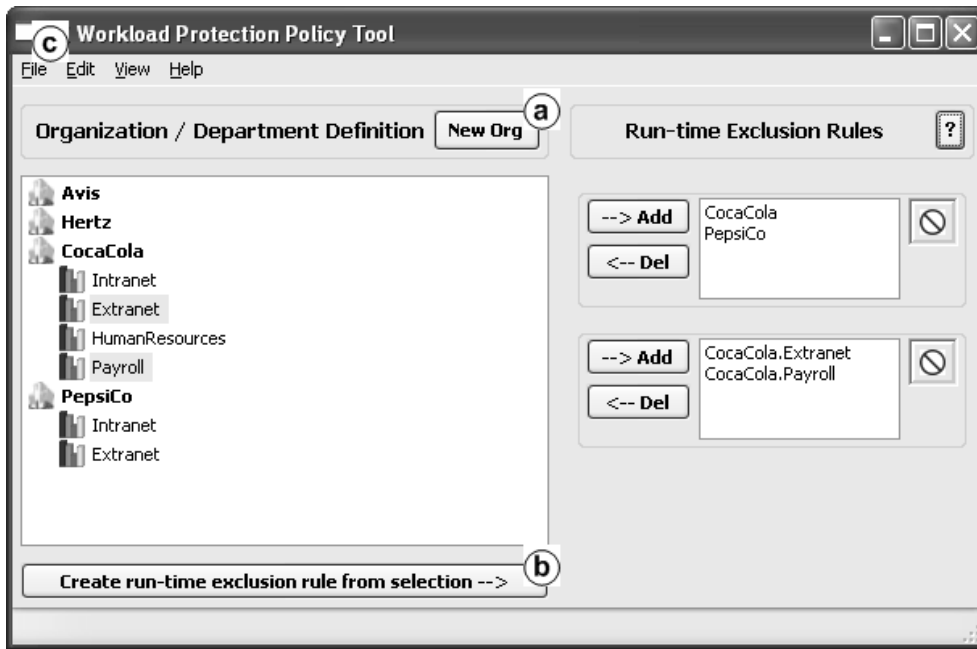 c Workload Protection Policy Tool
File Edit View Help
a
Organization / Department Definition New Org
Run-time Exclusion Rules ?
Avis
Hertz
CocaCola
Intranet
Extranet
HumanResources
Payroll
PepsiCo
Intranet
Extranet
b
Create run-time exclusion rule from selection -->
--> Add
<-- Del
CocaCola
PepsiCo
--> Add
<-- Del
CocaCola.Extranet
CocaCola.Payroll